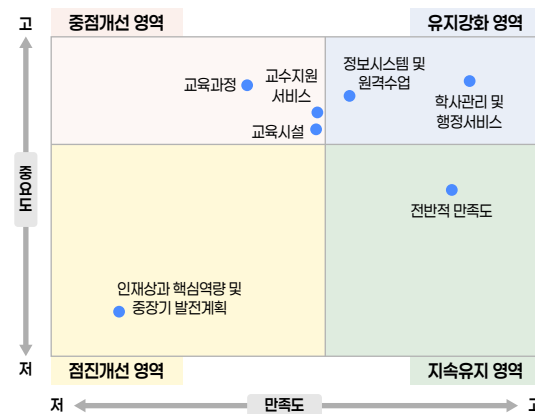 고
중점개선 영역
유지강화 영역
교육과정
교수지원
서비스
교육시설
정보시스템 및
원격수업
학사관리 및
행정서비스
중요도
전반적 만족도
인재상과 핵심역량 및
중장기 발전계획
저
점진개선 영역
지속유지 영역
저
만족도
고